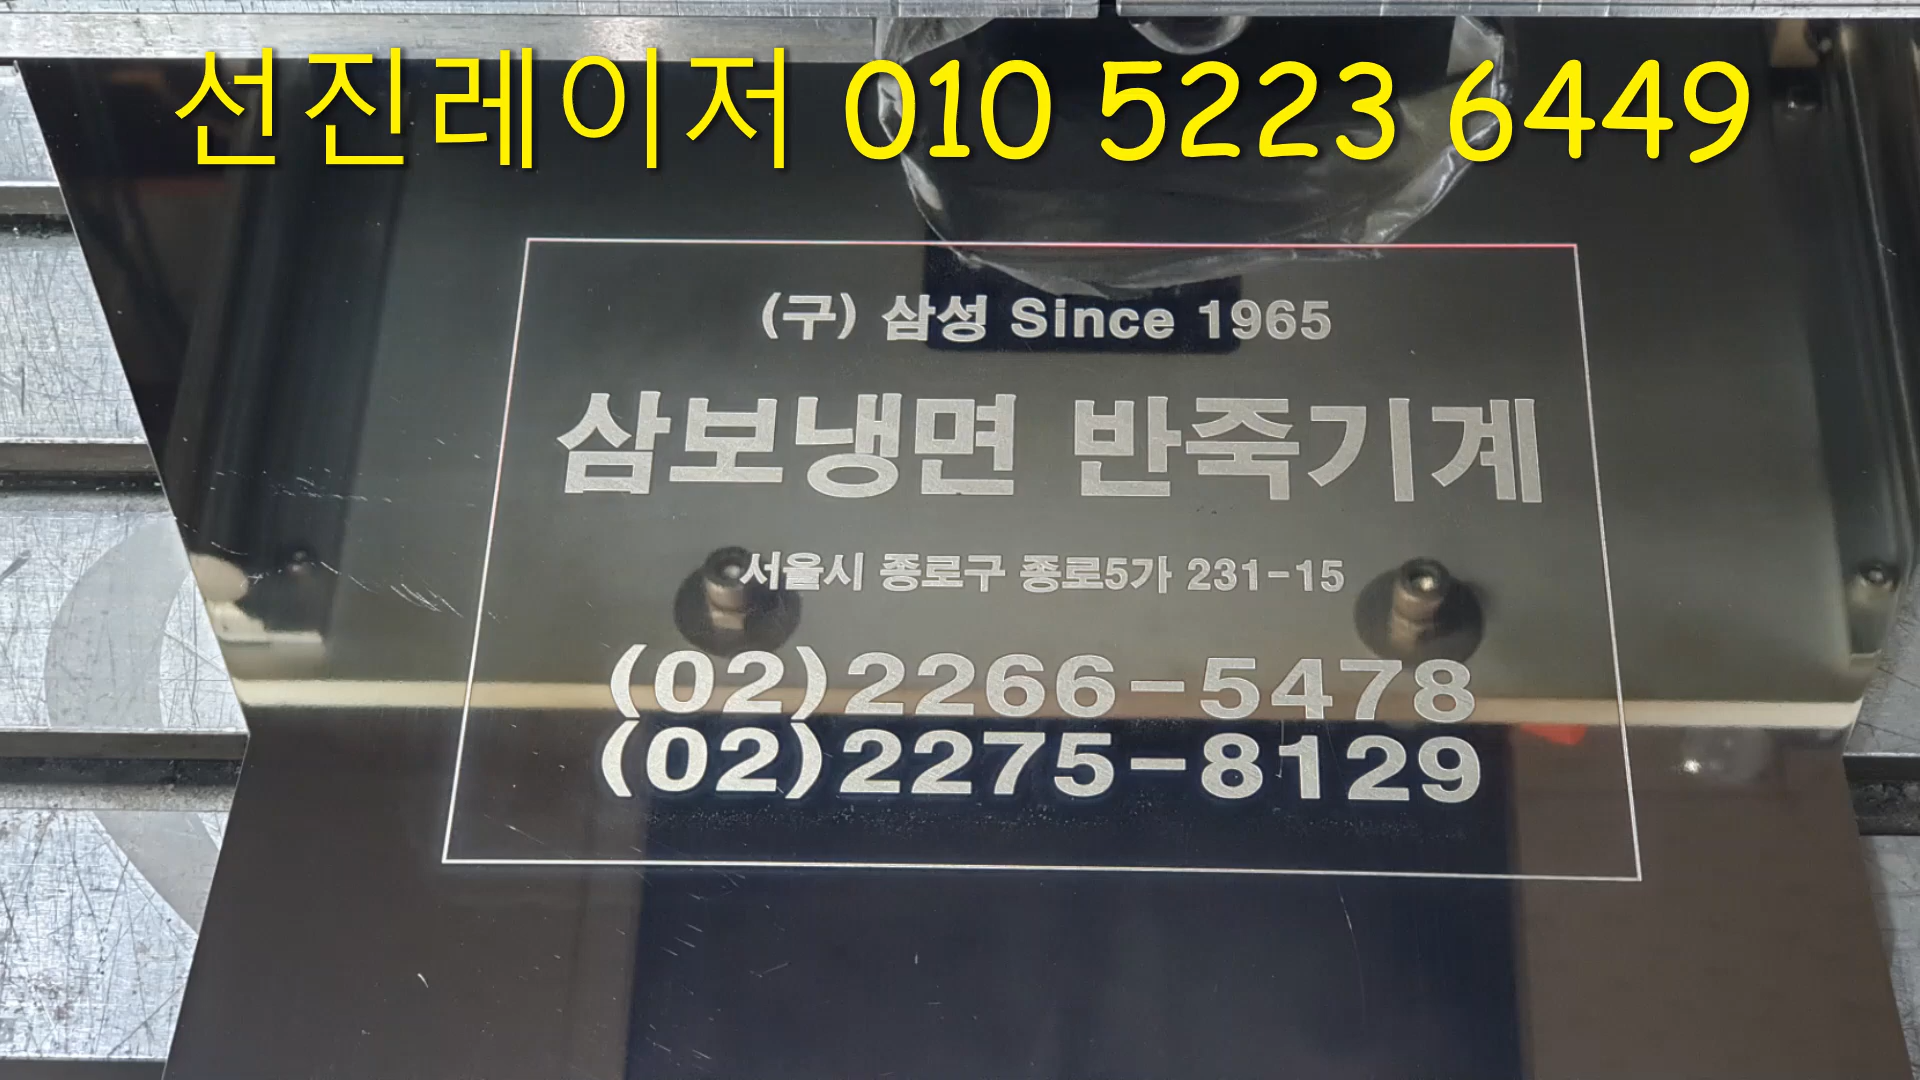 선진레이저 010 5223 6449
(구) 삼성 Since 1965
삼보냉면 반죽기계
서울시 종로구 종로5가 231-15
(02)2266-5478
(02)2275-8129